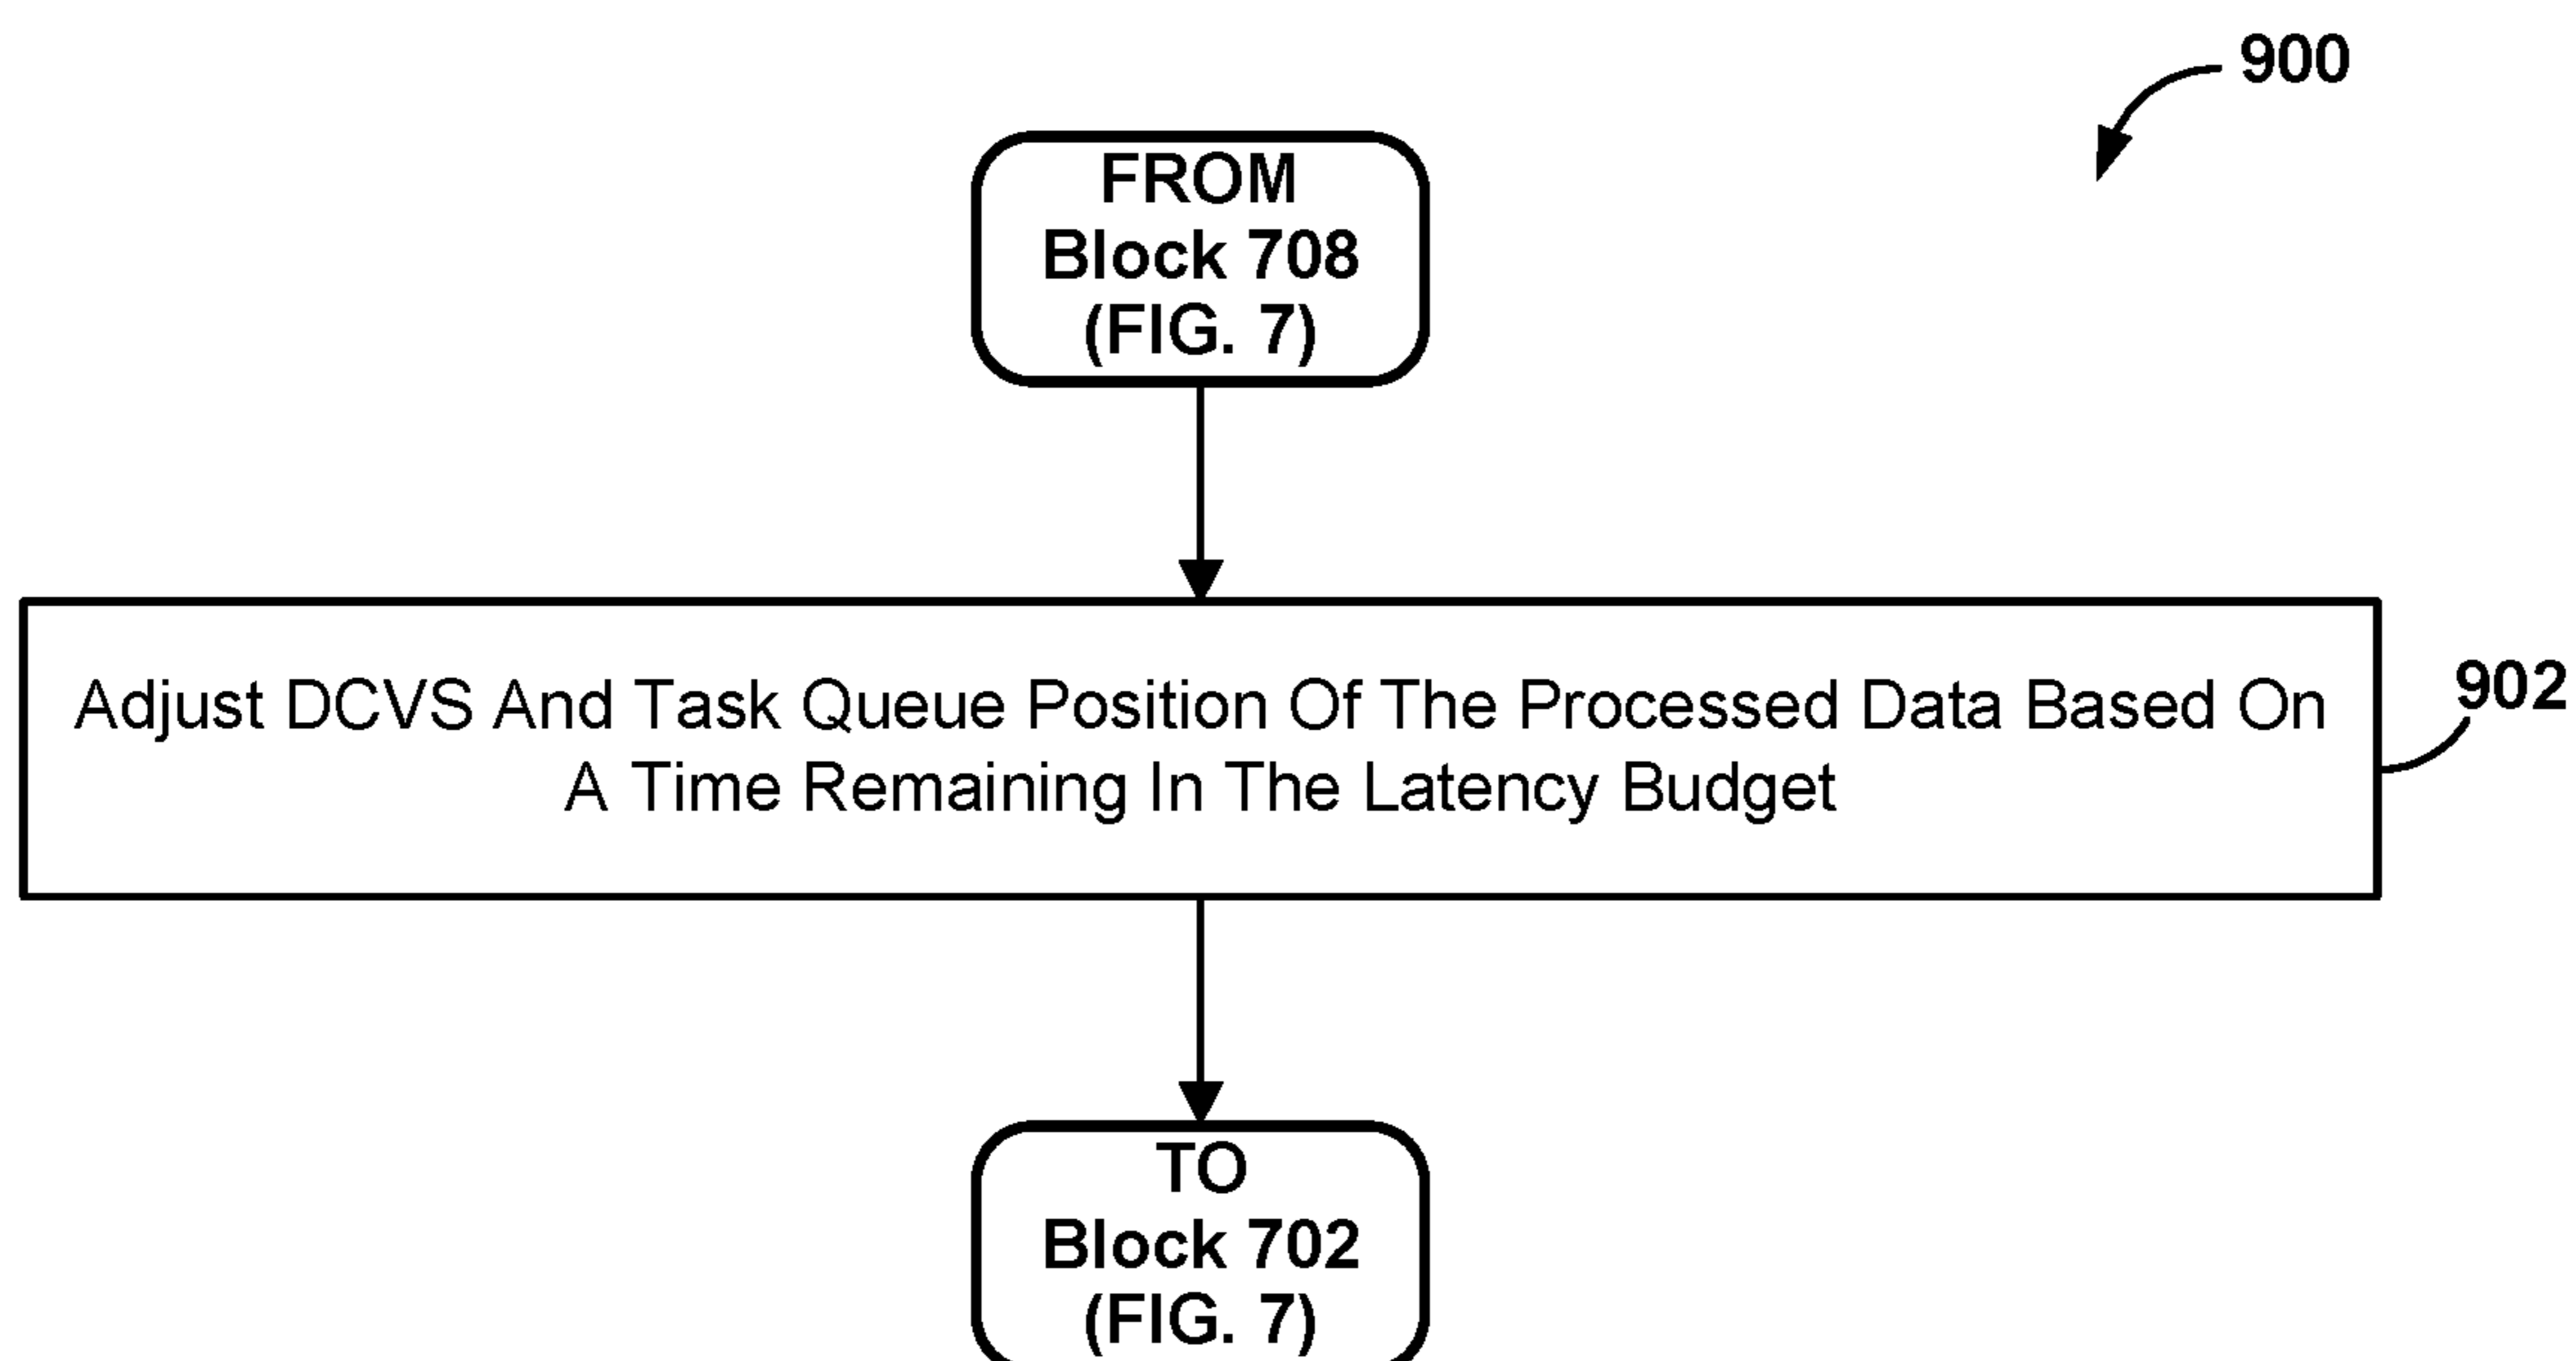 900
FROM
Block 708
(FIG. 7)
Adjust DCVS And Task Queue Position Of The Processed Data Based On
A Time Remaining In The Latency Budget
902
TO
Block 702
(FIG. 7)